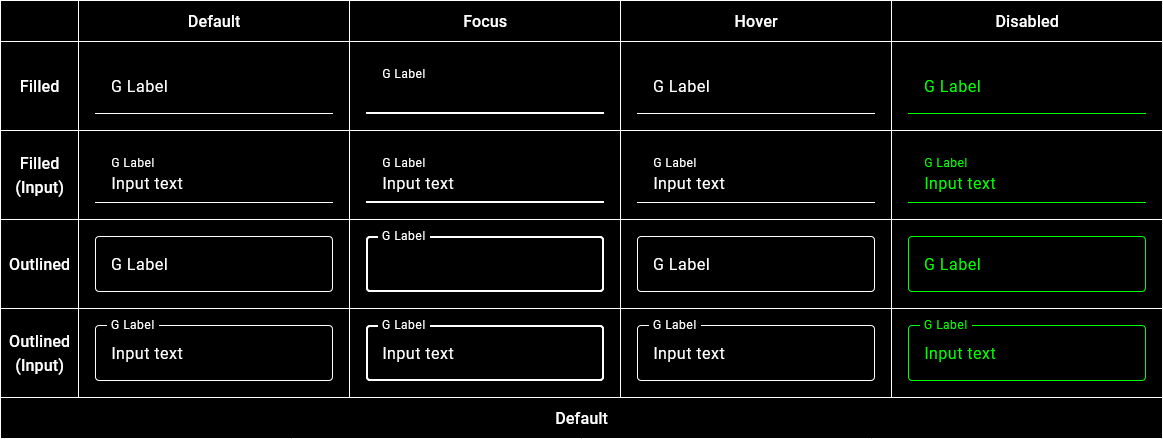 Default Focus Hover Disabled
Filled G Label G Label G Label G Label
Filled (Input) G Label Input text G Label Input text G Label Input text G Label Input text
Outlined G Label G Label G Label G Label
Outlined (Input) G Label Input text G Label Input text G Label Input text G Label Input text
Default